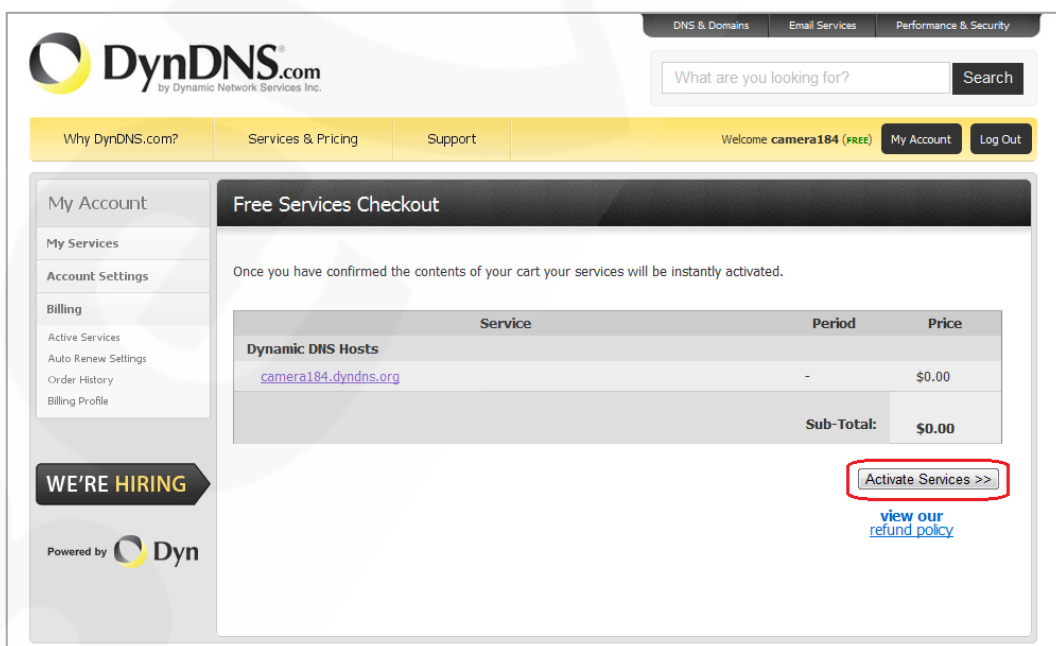 DNS & Domains Email Services Performance & Security
DynDNS.com
by Dynamic Network Services Inc.
What are you looking for? Search
Why DynDNS.com? Services & Pricing Support Welcome camera184 (FREE) My Account Log Out
My Account
My Services
Account Settings
Billing
Active Services
Auto Renew Settings
Order History
Billing Profile
WE'RE HIRING
Powered by Dyn
Free Services Checkout
Once you have confirmed the contents of your cart your services will be instantly activated.
Service Period Price
Dynamic DNS Hosts
camera184.dyndns.org - $0.00
Sub-Total: $0.00
Activate Services >>
view our
refund policy